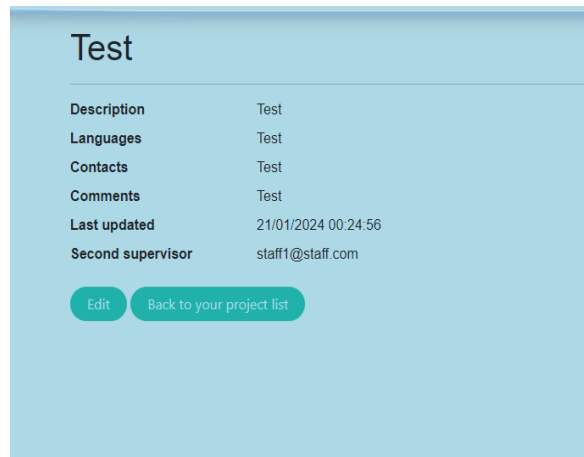 Test
Description Test
Languages Test
Contacts Test
Comments Test
Last updated 21/01/2024 00:24:56
Second supervisor staff1@staff.com
Edit Back to your project list